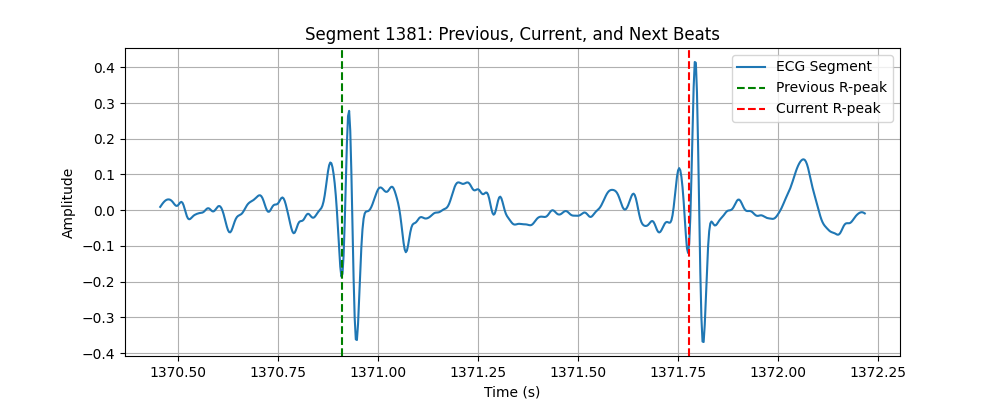 Segment 1381: Previous, Current, and Next Beats
ECG Segment
Previous R-peak
Current R-peak
Amplitude
0.4
0.3
0.2
0.1
0.0
−0.1
−0.2
−0.3
−0.4
1370.50 1370.75 1371.00 1371.25 1371.50 1371.75 1372.00 1372.25
Time (s)